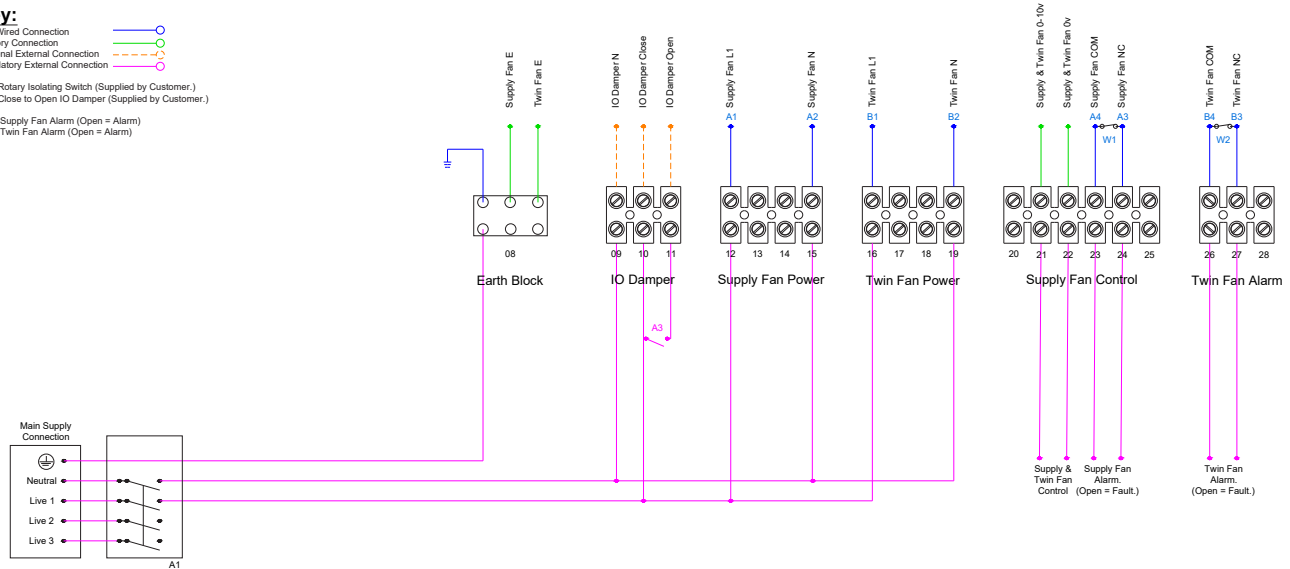 y:
Wired Connection
ry Connection
nal External Connection
latory External Connection
Rotary Isolating Switch (Supplied by Customer.)
Close to Open IO Damper (Supplied by Customer.)
Supply Fan Alarm (Open = Alarm)
Twin Fan Alarm (Open = Alarm)
Supply Fan E
Twin Fan E
IO Damper N
IO Damper Close
IO Damper Open
Supply Fan L1
Supply Fan N
Twin Fan L1
Twin Fan N
Supply & Twin Fan 0-10v
Supply & Twin Fan 0v
Supply Fan COM
Supply Fan NC
Twin Fan COM
Twin Fan NC
A1 A2 B1 B2 A4 A3 B4 B3
W1 W2
08 09 10 11 12 13 14 15 16 17 18 19 20 21 22 23 24 25 26 27 28
Earth Block IO Damper Supply Fan Power Twin Fan Power Supply Fan Control Twin Fan Alarm
A3
Main Supply
Connection
Neutral
Live 1
Live 2
Live 3
A1
Supply &
Twin Fan
Control
Supply Fan
Alarm.
(Open = Fault.)
Twin Fan
Alarm.
(Open = Fault.)